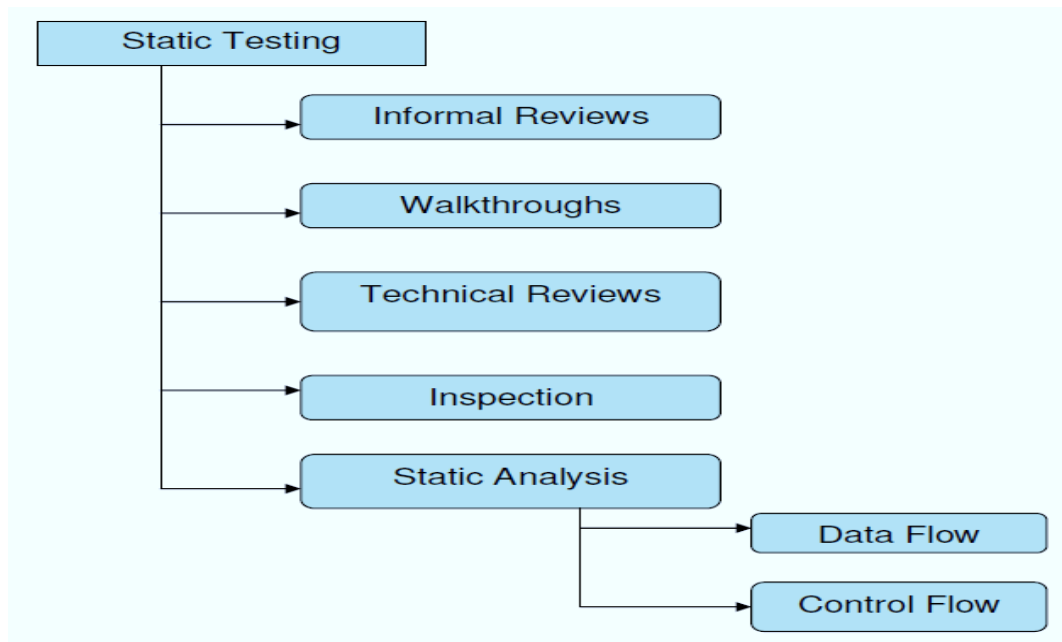 Static Testing
Informal Reviews
Walkthroughs
Technical Reviews
Inspection
Static Analysis
Data Flow
Control Flow